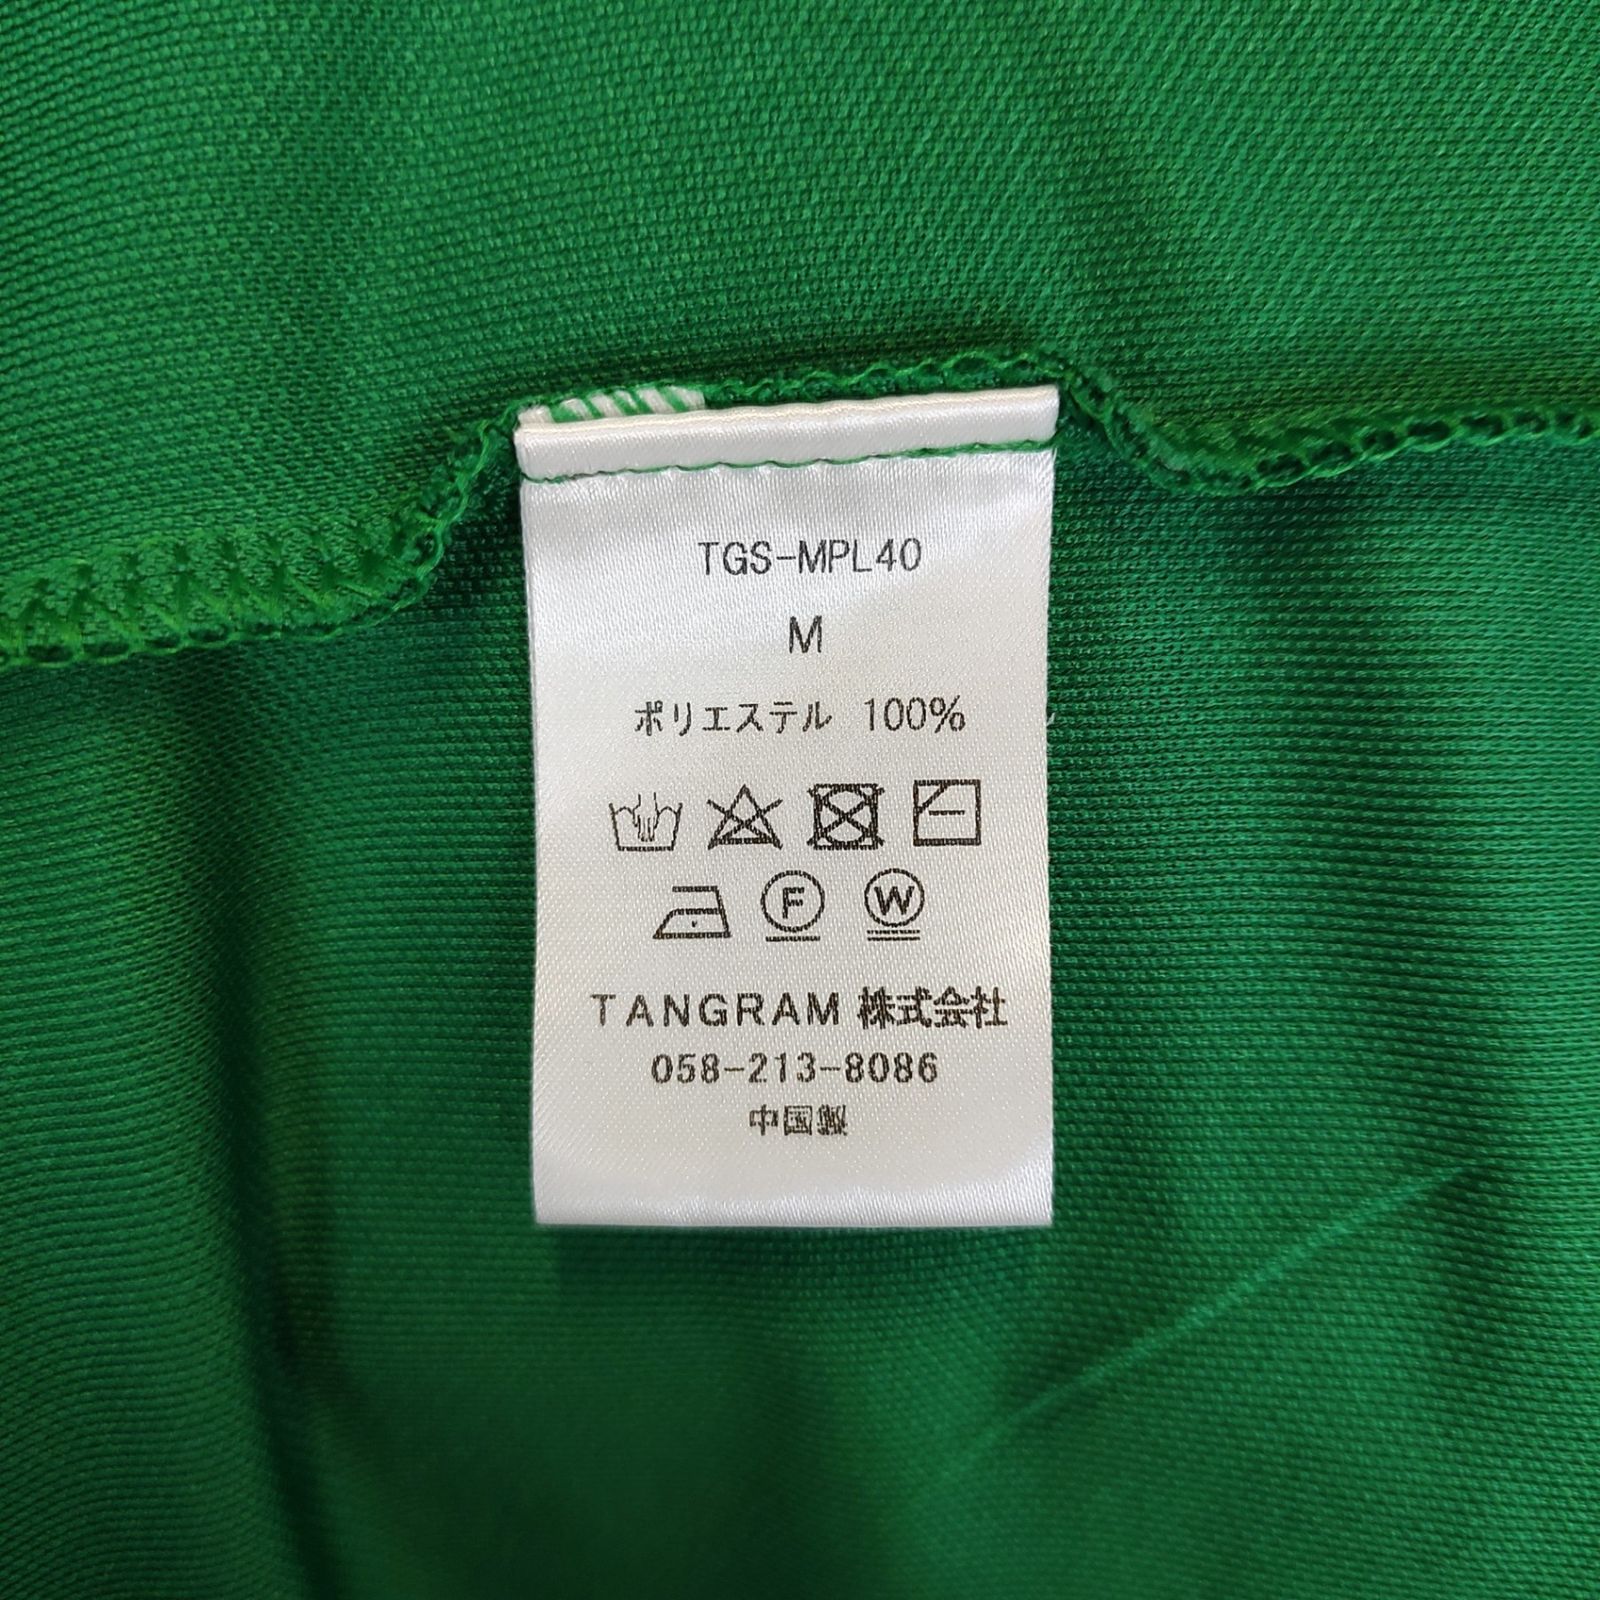 TGS-MPL40
M
ポリエステル 100%
F W
TANGRAM 株式会社
058-213-8086
中国製